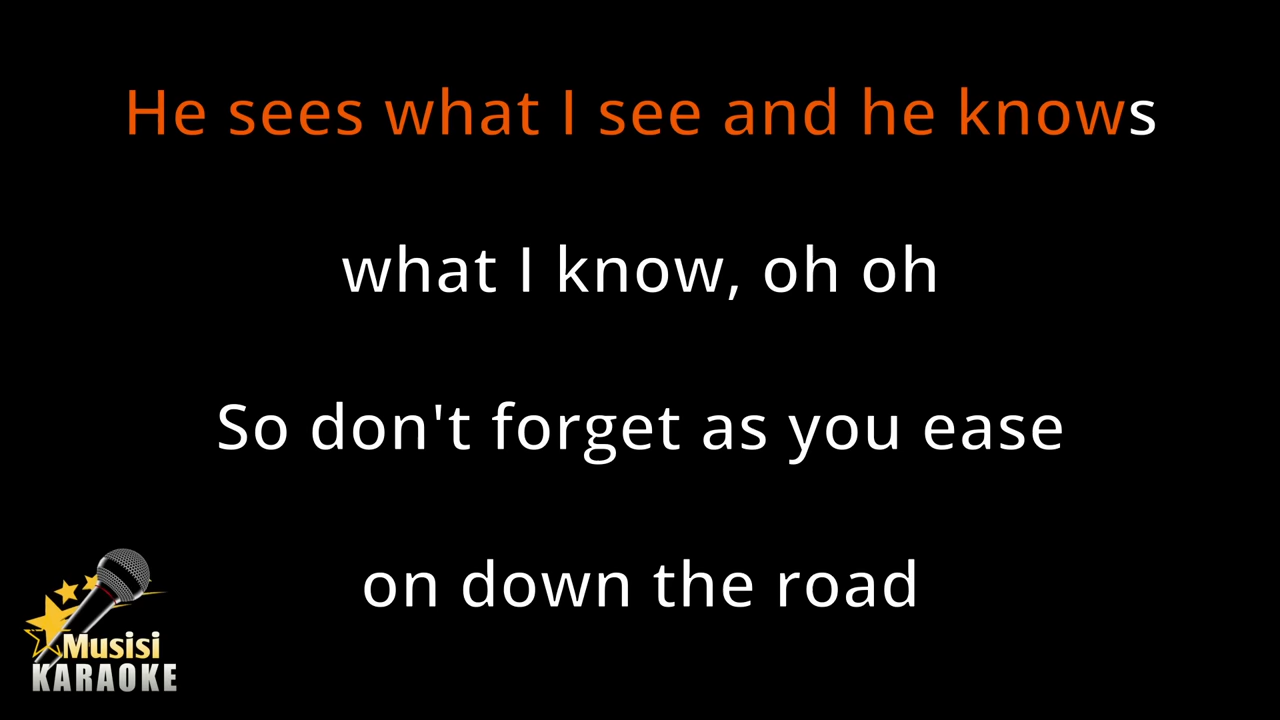 He sees what I see and he knows
what I know, oh oh
So don't forget as you ease
on down the road
Musisi
KARAOKE